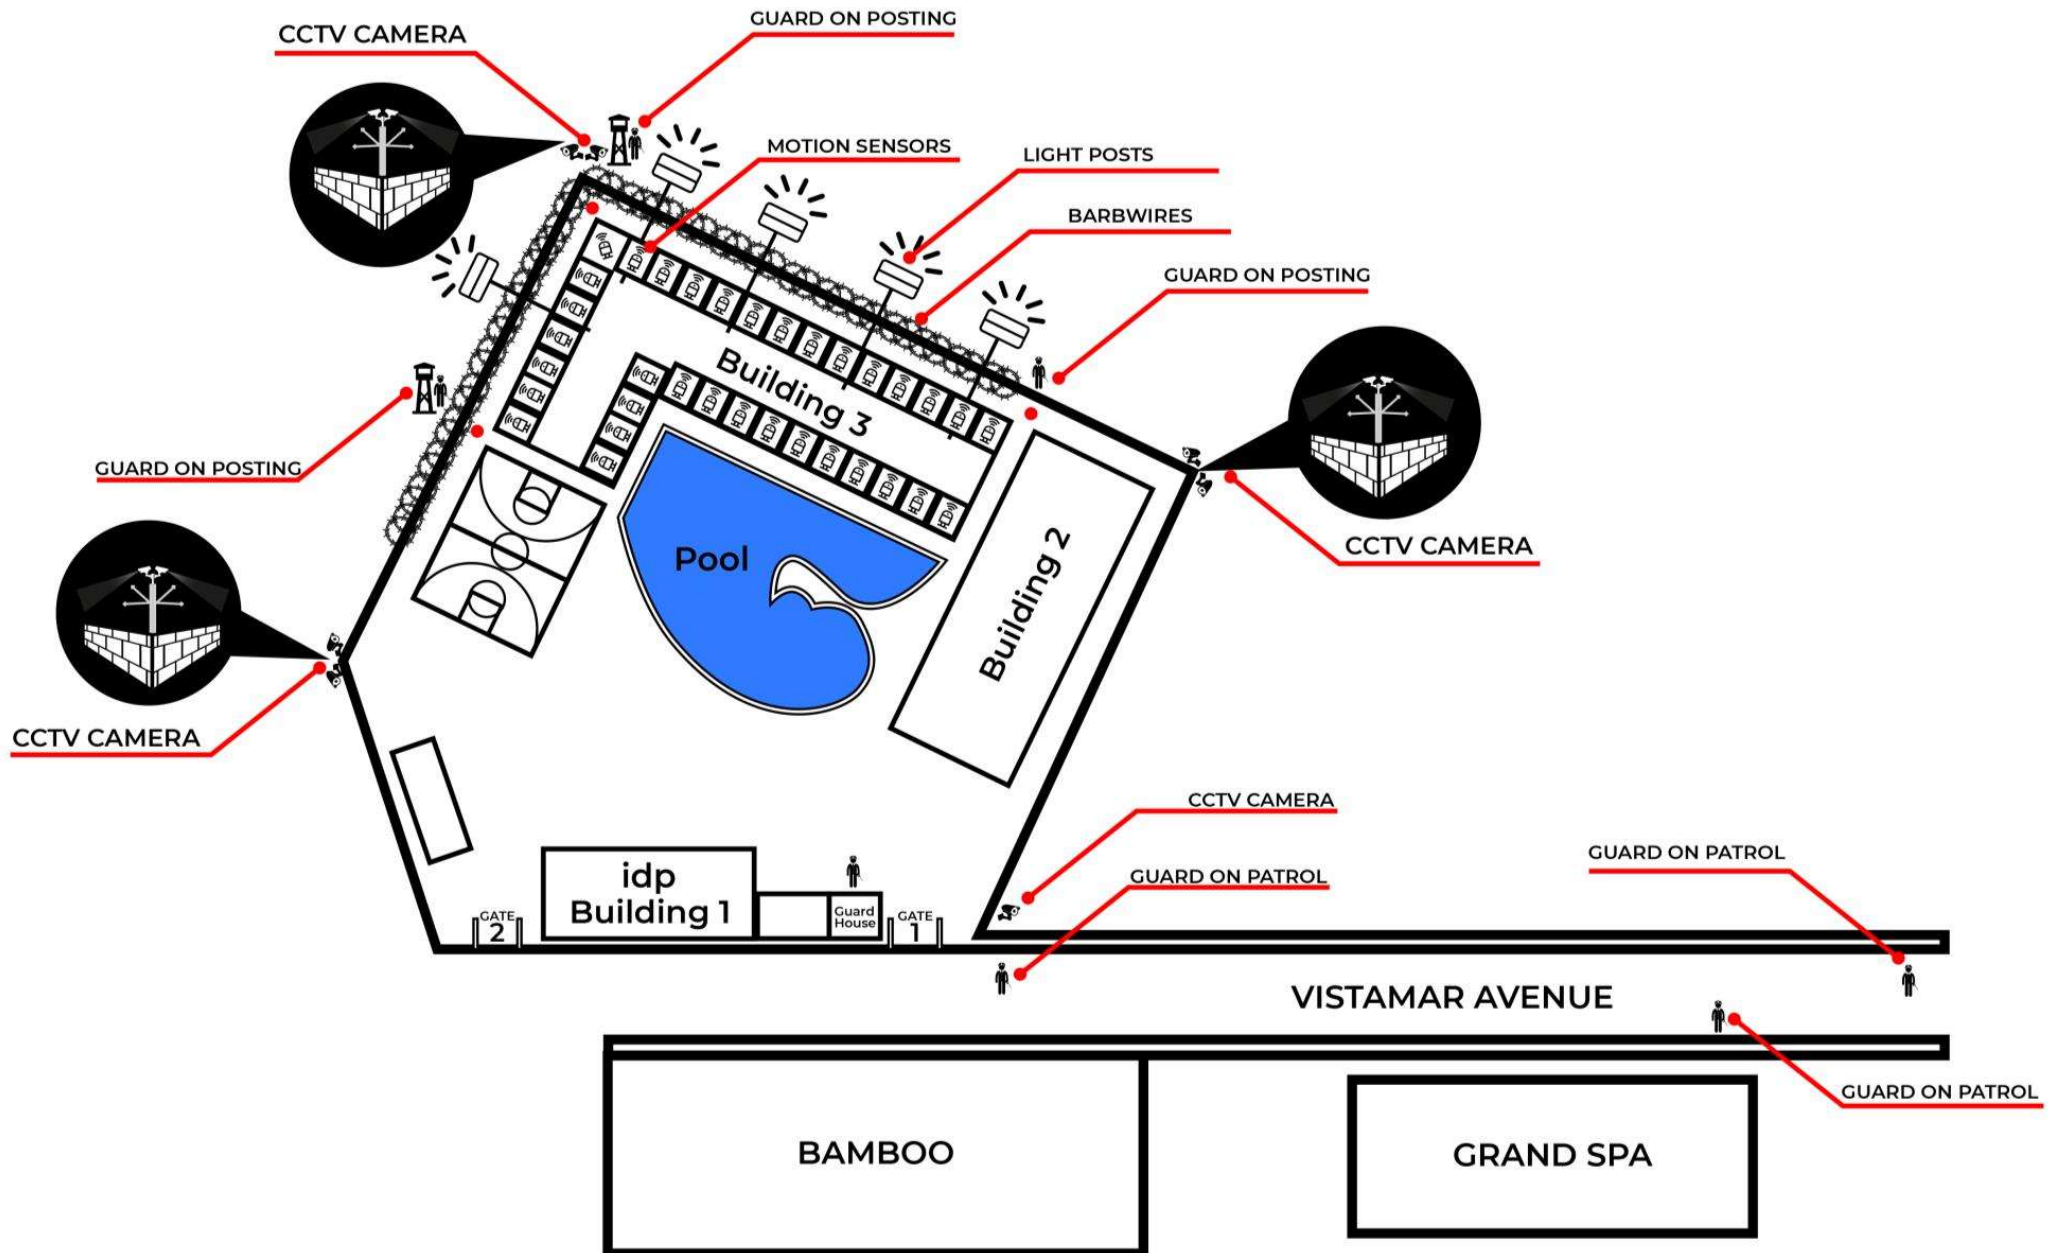 GUARD ON POSTING
CCTV CAMERA
MOTION SENSORS
LIGHT POSTS
BARBWIRES
GUARD ON POSTING
Building 3
GUARD ON POSTING
CCTV CAMERA
Pool
Building 2
CCTV CAMERA
CCTV CAMERA
GUARD ON PATROL
GUARD ON PATROL
idp
Building 1
Guard
House
GATE
2
GATE
1
VISTAMAR AVENUE
GUARD ON PATROL
BAMBOO
GRAND SPA